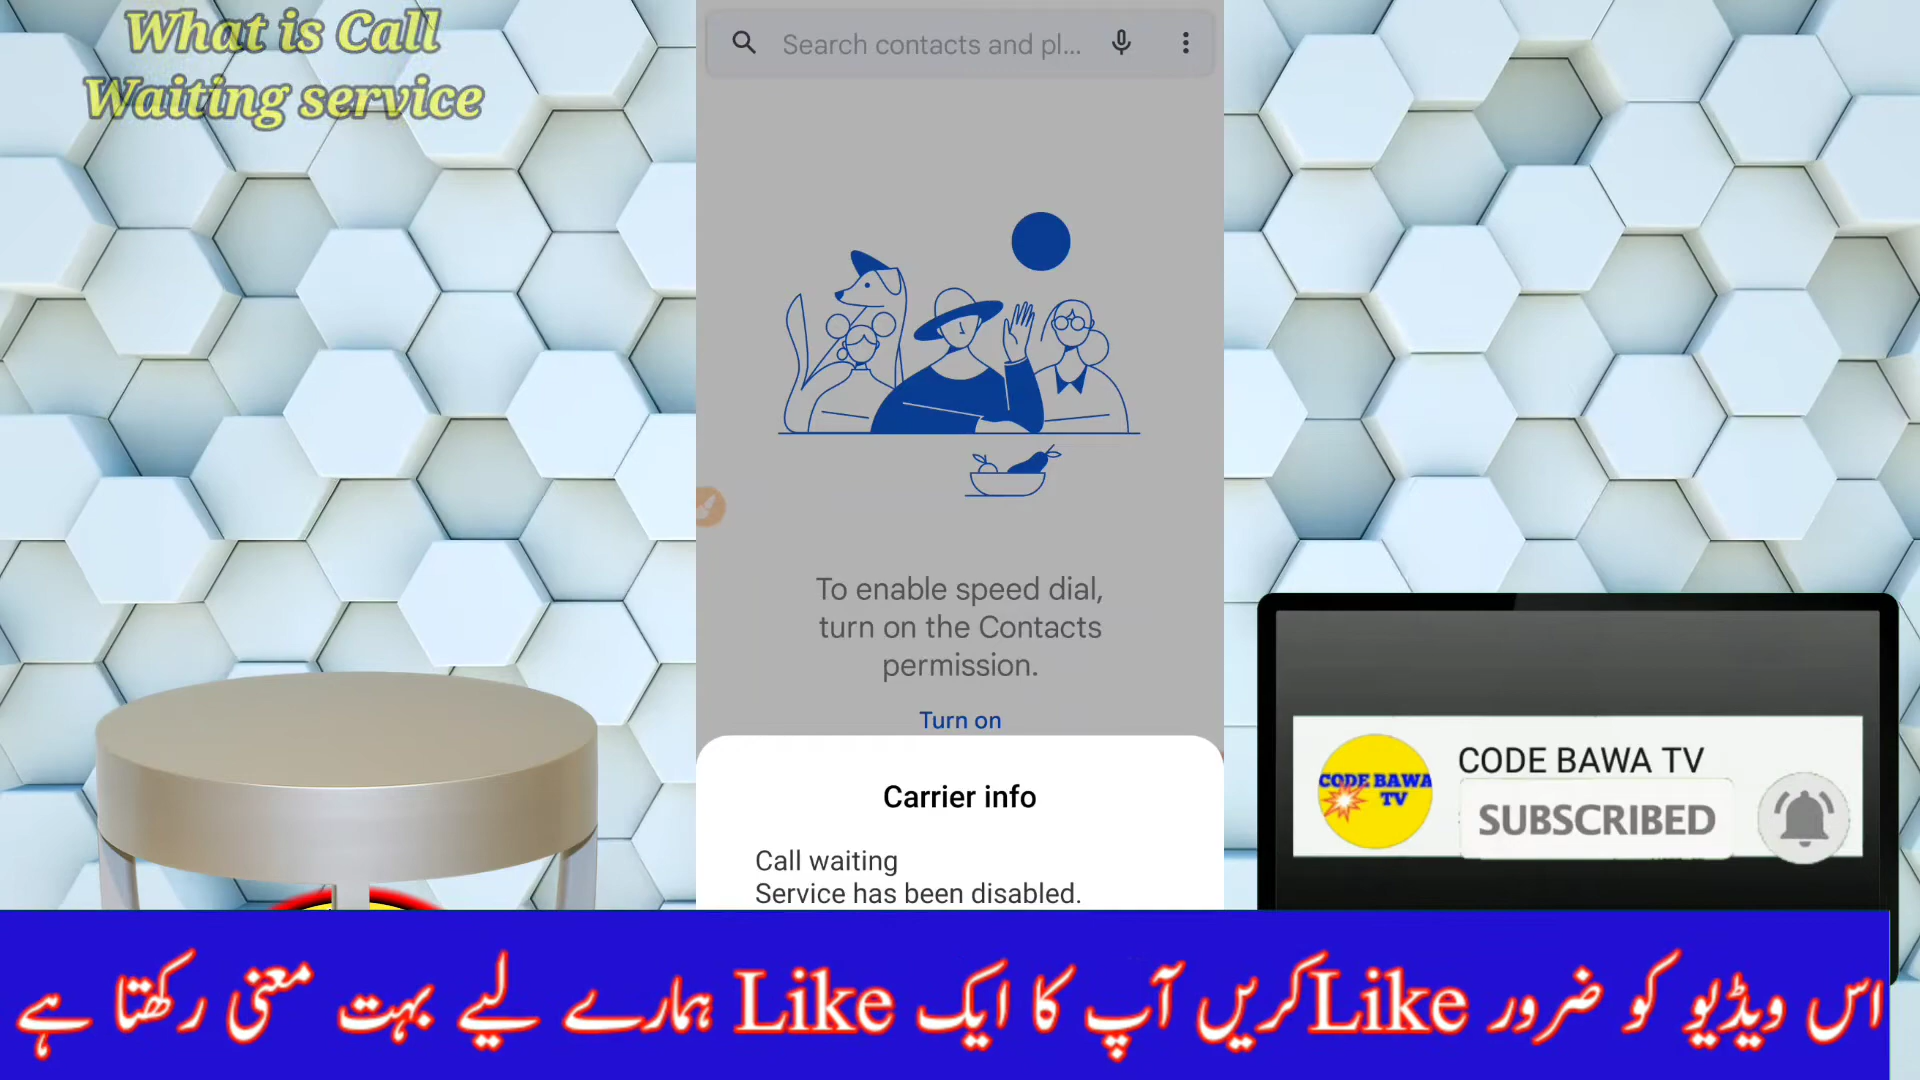 What is Call
Waiting service
Search contacts and pl...
To enable speed dial,
turn on the Contacts
permission.
Turn on
Carrier info
Call waiting
Service has been disabled.
CODE BAWA
TV
CODE BAWA TV
SUBSCRIBED
اس ویڈیو کو ضرور Like کریں آپ کا ایک Like ہمارے لیے بہت معنی رکھتا ہے